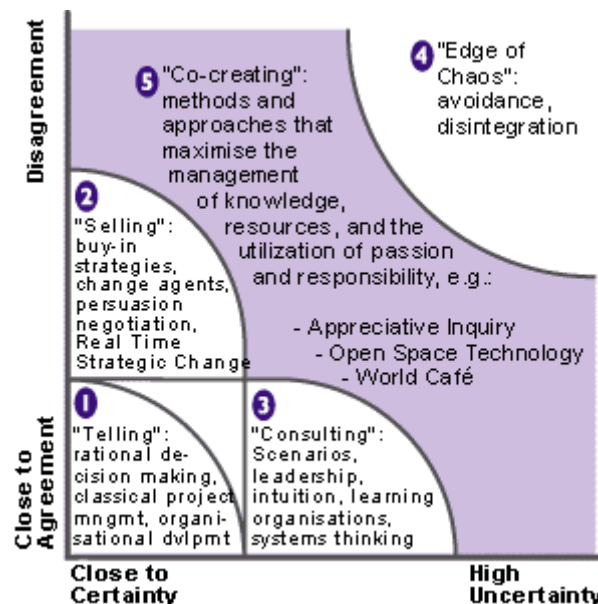 Disagreement
5 "Co-creating":
methods and
approaches that
maximise the
management
of knowledge,
resources, and the
utilization of passion
and responsibility, e.g.:
- Appreciative Inquiry
- Open Space Technology
- World Café
4 "Edge of
Chaos":
avoidance,
disintegration
2
"Selling":
buy-in
strategies,
change agents,
persuasion
negotiation,
Real Time
Strategic Change
1
"Telling":
rational de-
cision making,
classical project
mngmt, organi-
sational dvlpmt
3
"Consulting":
Scenarios,
leadership,
intuition, learning
organisations,
systems thinking
Close to
Agreement
Close to
Certainty
High
Uncertainty